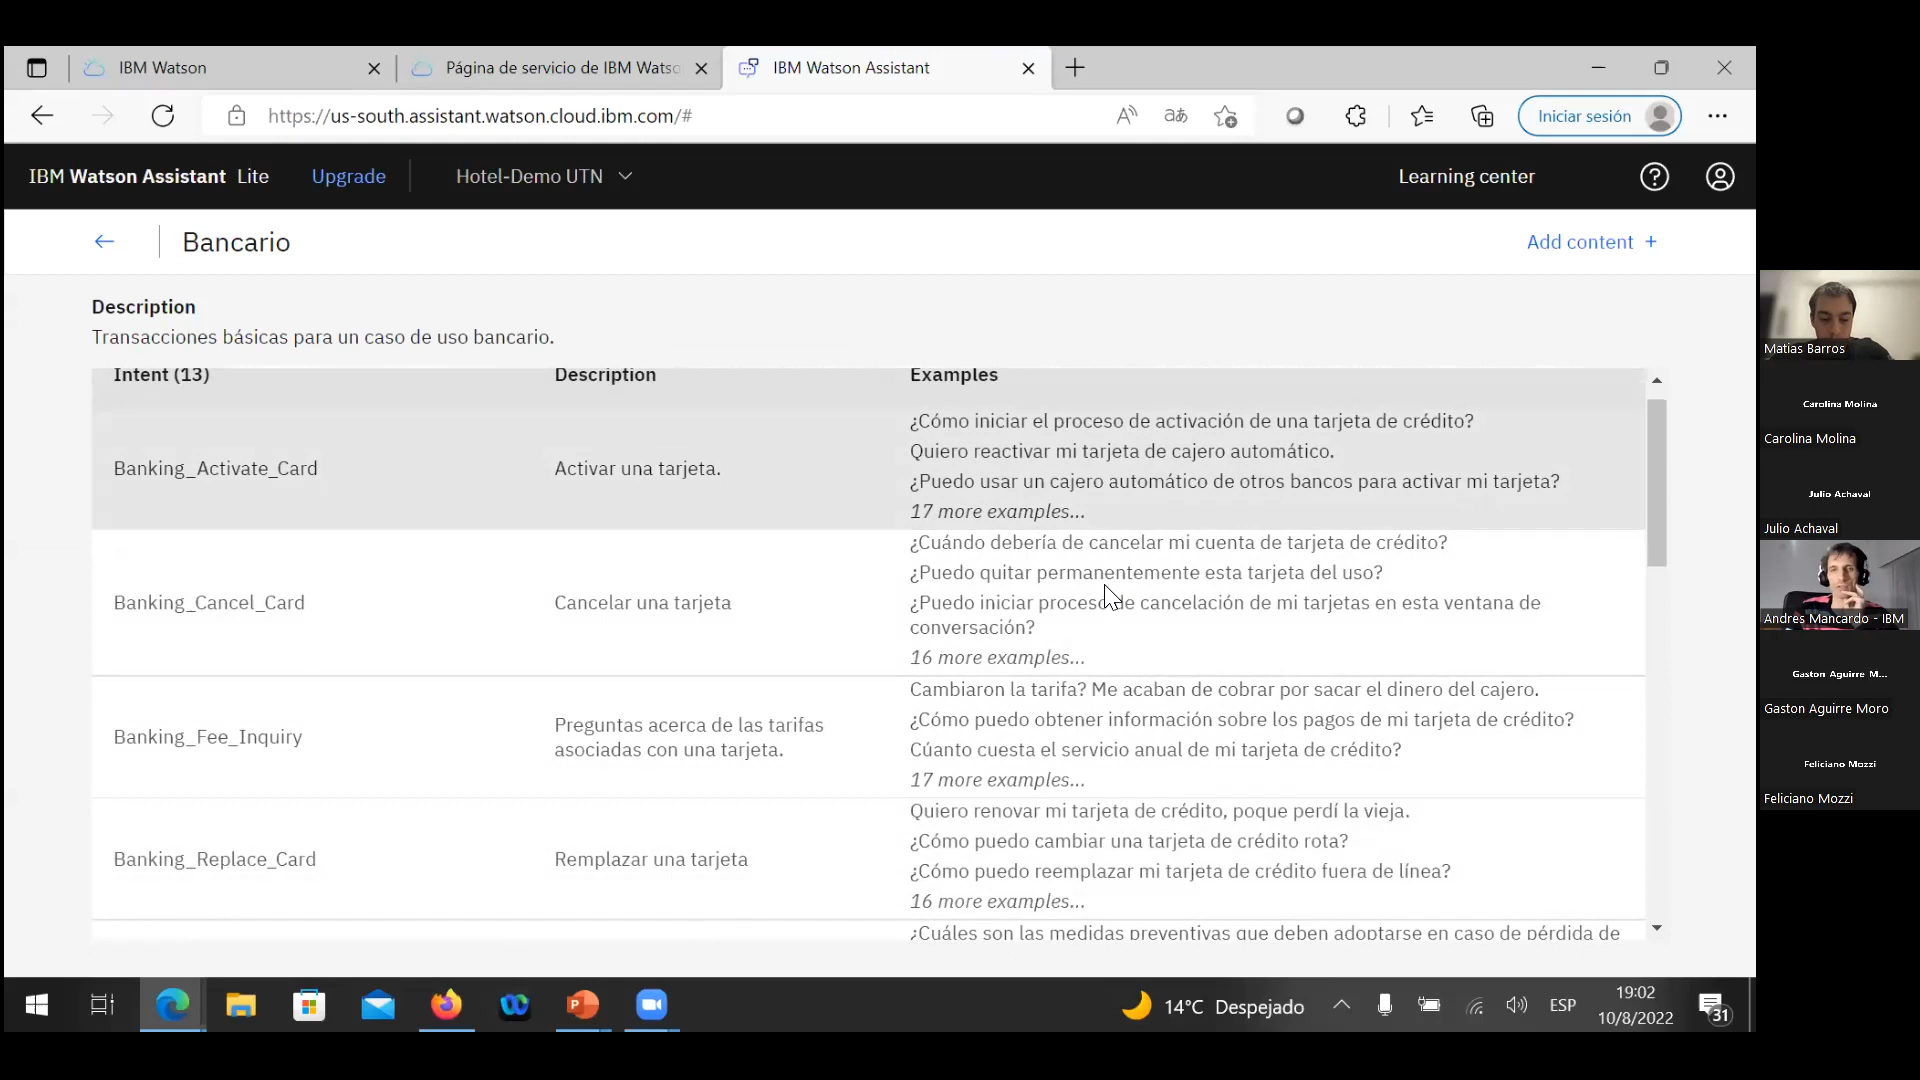 IBM Watson
Página de servicio de IBM Watso
IBM Watson Assistant
https://us-south.assistant.watson.cloud.ibm.com/#
Iniciar sesión
IBM Watson Assistant Lite
Upgrade
Hotel-Demo UTN
Learning center
Bancario
Add content +
Description
Transacciones básicas para un caso de uso bancario.
Intent (13)
Description
Examples
Banking_Activate_Card
Activar una tarjeta.
¿Cómo iniciar el proceso de activación de una tarjeta de crédito?
Quiero reactivar mi tarjeta de cajero automático.
¿Puedo usar un cajero automático de otros bancos para activar mi tarjeta?
17 more examples...
Banking_Cancel_Card
Cancelar una tarjeta
¿Cuándo debería de cancelar mi cuenta de tarjeta de crédito?
¿Puedo quitar permanentemente esta tarjeta del uso?
¿Puedo iniciar proceso de cancelación de mi tarjetas en esta ventana de
conversación?
16 more examples...
Banking_Fee_Inquiry
Preguntas acerca de las tarifas
asociadas con una tarjeta.
Cambiaron la tarifa? Me acaban de cobrar por sacar el dinero del cajero.
¿Cómo puedo obtener información sobre los pagos de mi tarjeta de crédito?
Cúanto cuesta el servicio anual de mi tarjeta de crédito?
17 more examples...
Banking_Replace_Card
Remplazar una tarjeta
Quiero renovar mi tarjeta de crédito, poque perdí la vieja.
¿Cómo puedo cambiar una tarjeta de crédito rota?
¿Cómo puedo reemplazar mi tarjeta de crédito fuera de línea?
16 more examples...
¿Cuáles son las medidas preventivas que deben adoptarse en caso de pérdida de
Matias Barros
Carolina Molina
Carolina Molina
Julio Achaval
Julio Achaval
Andres Mancardo - IBM
Gaston Aguirre M...
Gaston Aguirre Moro
Feliciano Mozzi
Feliciano Mozzi
14°C Despejado
ESP
19:02
10/8/2022
31